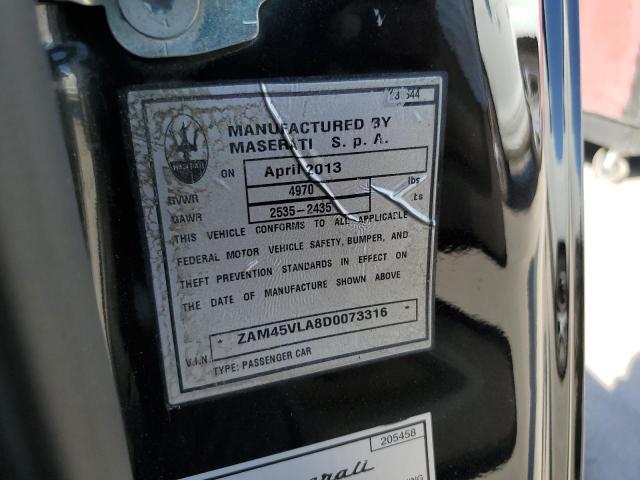 MANUFACTURED BY
MASERATI S. p. A.
MASERATI
ON April 2013
GVWR 4970 lbs
GAWR 2535-2435
THIS VEHICLE CONFORMS TO ALL APPLICABLE
FEDERAL MOTOR VEHICLE SAFETY, BUMPER, AND
THEFT PREVENTION STANDARDS IN EFFECT ON
THE DATE OF MANUFACTURE SHOWN ABOVE
V.I.N. * ZAM45VLA8D0073316 *
TYPE: PASSENGER CAR
205458